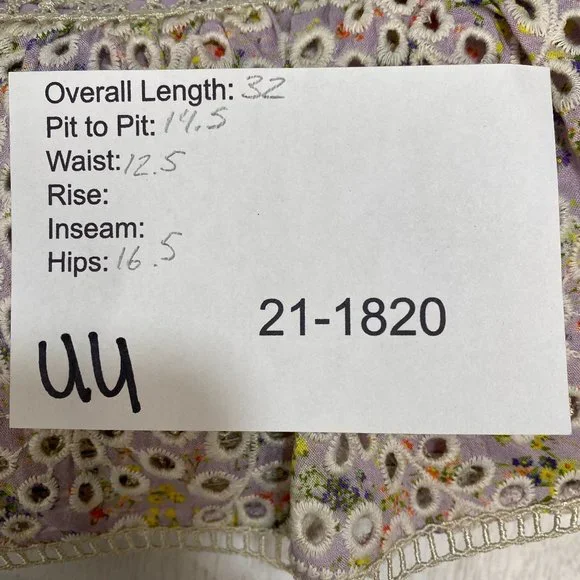 Overall Length: 32
Pit to Pit: 14.5
Waist: 12.5
Rise:
Inseam:
Hips: 16.5
21-1820
UU